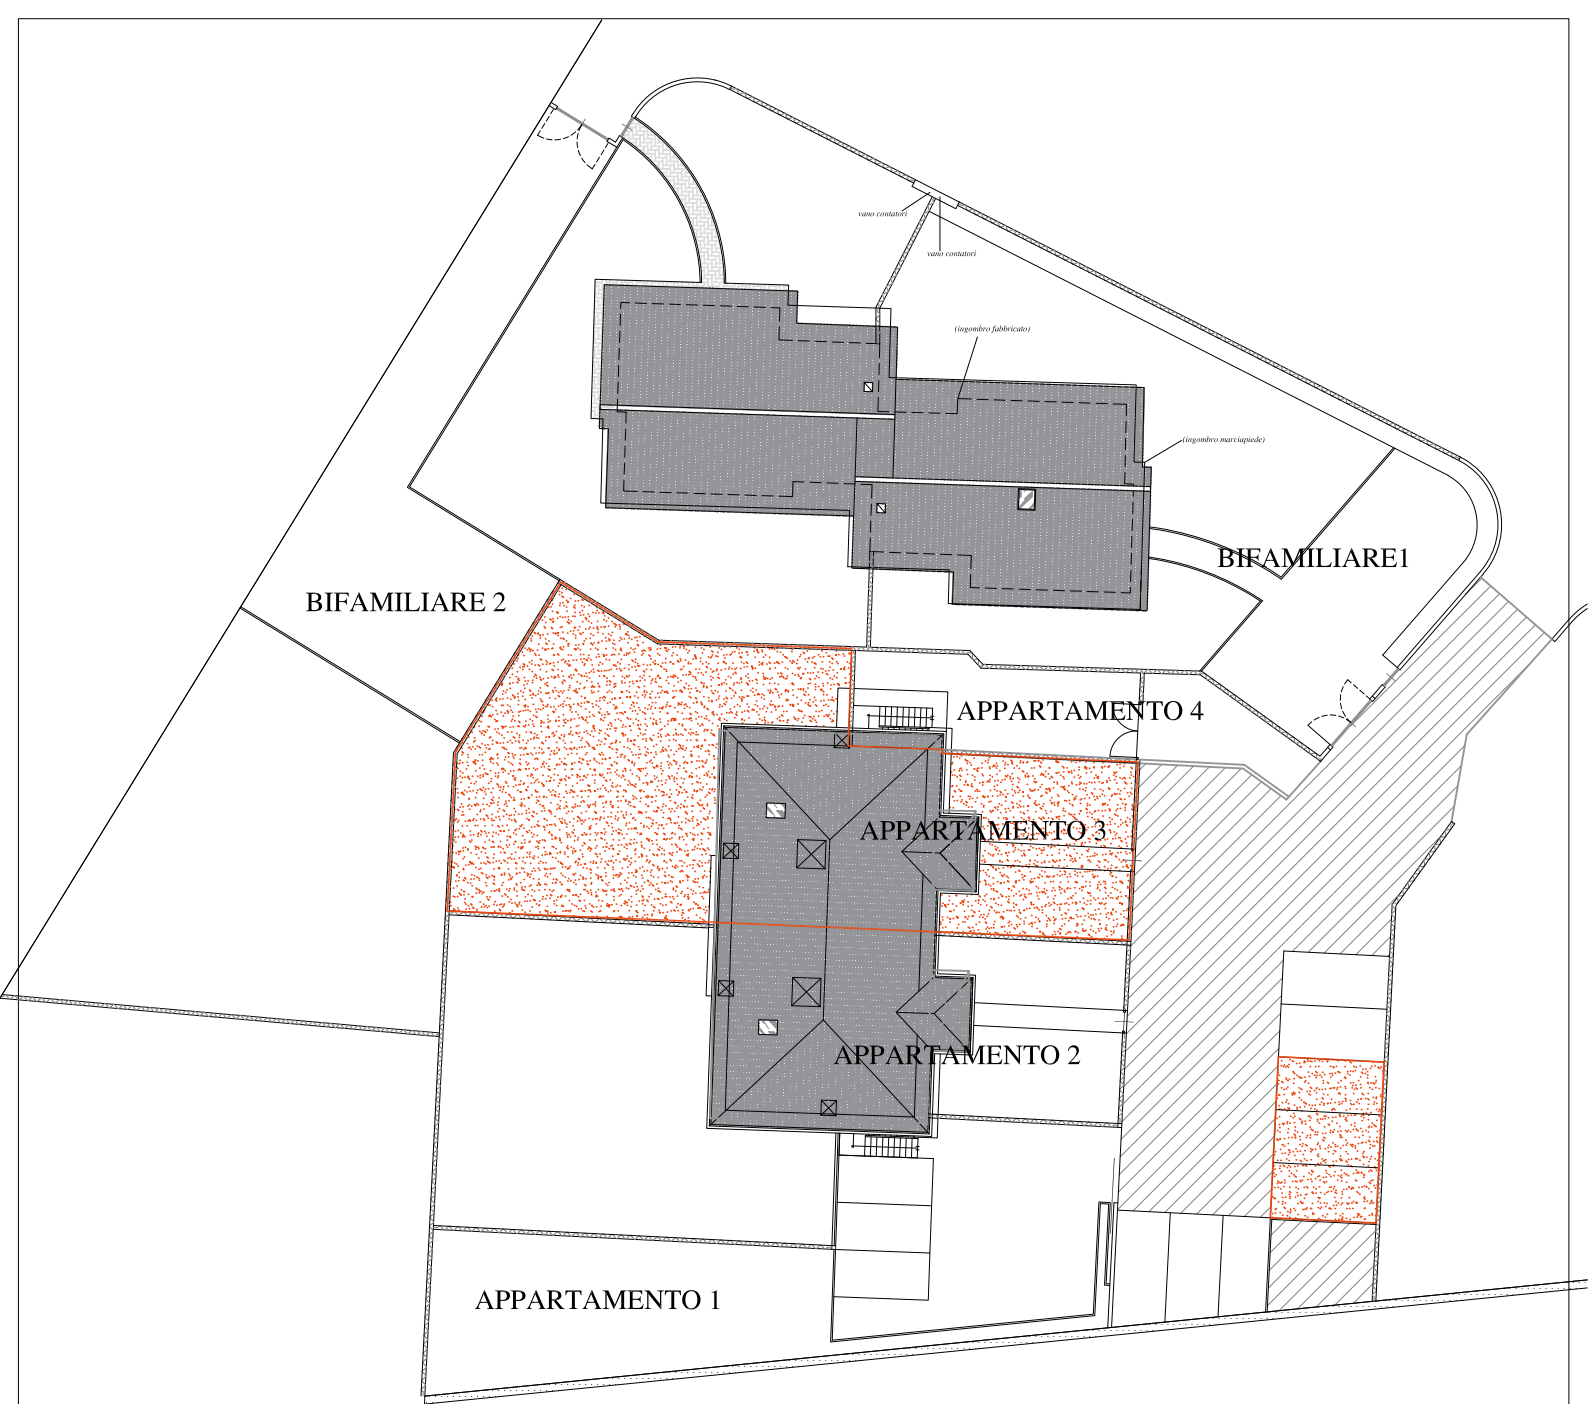 vano contatori
vano contatori
(ingombro fabbricato)
(ingombro marciapiede)
BIFAMILIARE1
BIFAMILIARE 2
APPARTAMENTO 4
APPARTAMENTO 3
APPARTAMENTO 2
APPARTAMENTO 1